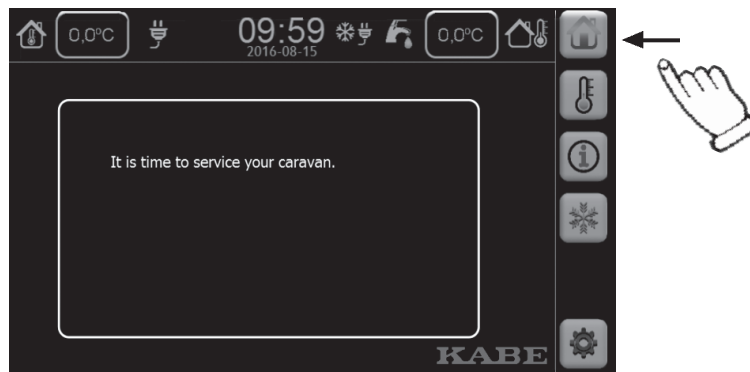 0,0°C
09:59
0,0°C
2016-08-15
It is time to service your caravan.
KABE